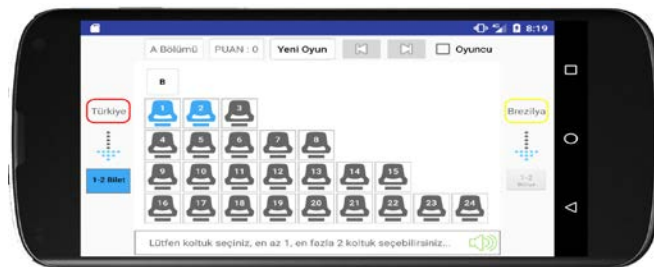 8:19
A Bölümü PUAN : 0 Yeni Oyun Oyuncu
B
Türkiye 1 2 3 Brezilya
4 5 6 7 8
1-2 Bilet 9 10 11 12 13 14 15 1-2
16 17 18 19 20 21 22 23 24
Lütfen koltuk seçiniz, en az 1, en fazla 2 koltuk seçebilirsiniz...